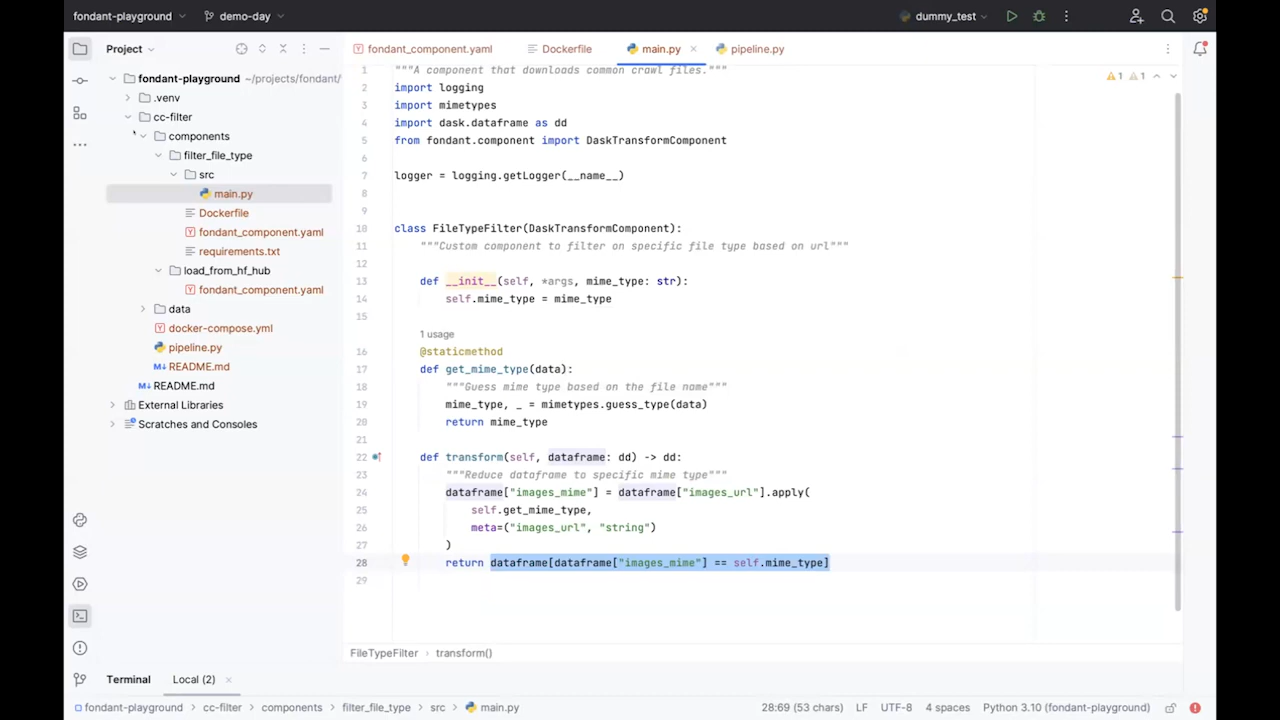 fondant-playground
demo-day
dummy_test
Project
fondant-playground ~/projects/fondant/
.venv
cc-filter
components
filter_file_type
src
main.py
Dockerfile
fondant_component.yaml
requirements.txt
load_from_hf_hub
fondant_component.yaml
data
docker-compose.yml
pipeline.py
README.md
README.md
External Libraries
Scratches and Consoles
fondant_component.yaml
Dockerfile
main.py
pipeline.py
1 """A component that downloads common crawl files."""
2 import logging
3 import mimetypes
4 import dask.dataframe as dd
5 from fondant.component import DaskTransformComponent
6
7 logger = logging.getLogger(__name__)
8
9
10 class FileTypeFilter(DaskTransformComponent):
11 """Custom component to filter on specific file type based on url"""
12
13 def __init__(self, *args, mime_type: str):
14 self.mime_type = mime_type
15
1 usage
16 @staticmethod
17 def get_mime_type(data):
18 """Guess mime type based on the file name"""
19 mime_type, _ = mimetypes.guess_type(data)
20 return mime_type
21
22 def transform(self, dataframe: dd) -> dd:
23 """Reduce dataframe to specific mime type"""
24 dataframe["images_mime"] = dataframe["images_url"].apply(
25 self.get_mime_type,
26 meta=("images_url", "string")
27 )
28 return dataframe[dataframe["images_mime"] == self.mime_type]
29
1 1
FileTypeFilter › transform()
Terminal Local (2)
fondant-playground › cc-filter › components › filter_file_type › src › main.py
28:69 (53 chars) LF UTF-8 4 spaces Python 3.10 (fondant-playground)